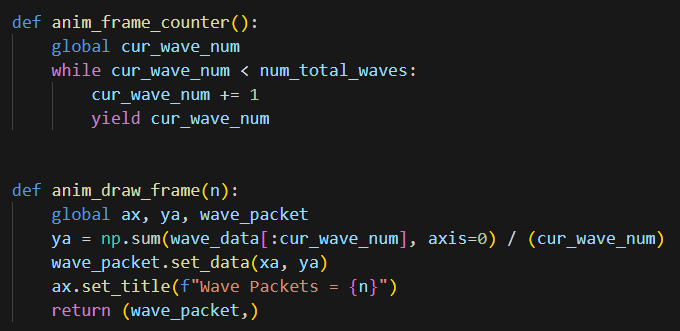 def anim_frame_counter():
    global cur_wave_num
    while cur_wave_num < num_total_waves:
        cur_wave_num += 1
        yield cur_wave_num
def anim_draw_frame(n):
    global ax, ya, wave_packet
    ya = np.sum(wave_data[:cur_wave_num], axis=0) / (cur_wave_num)
    wave_packet.set_data(xa, ya)
    ax.set_title(f"Wave Packets = {n}")
    return (wave_packet,)